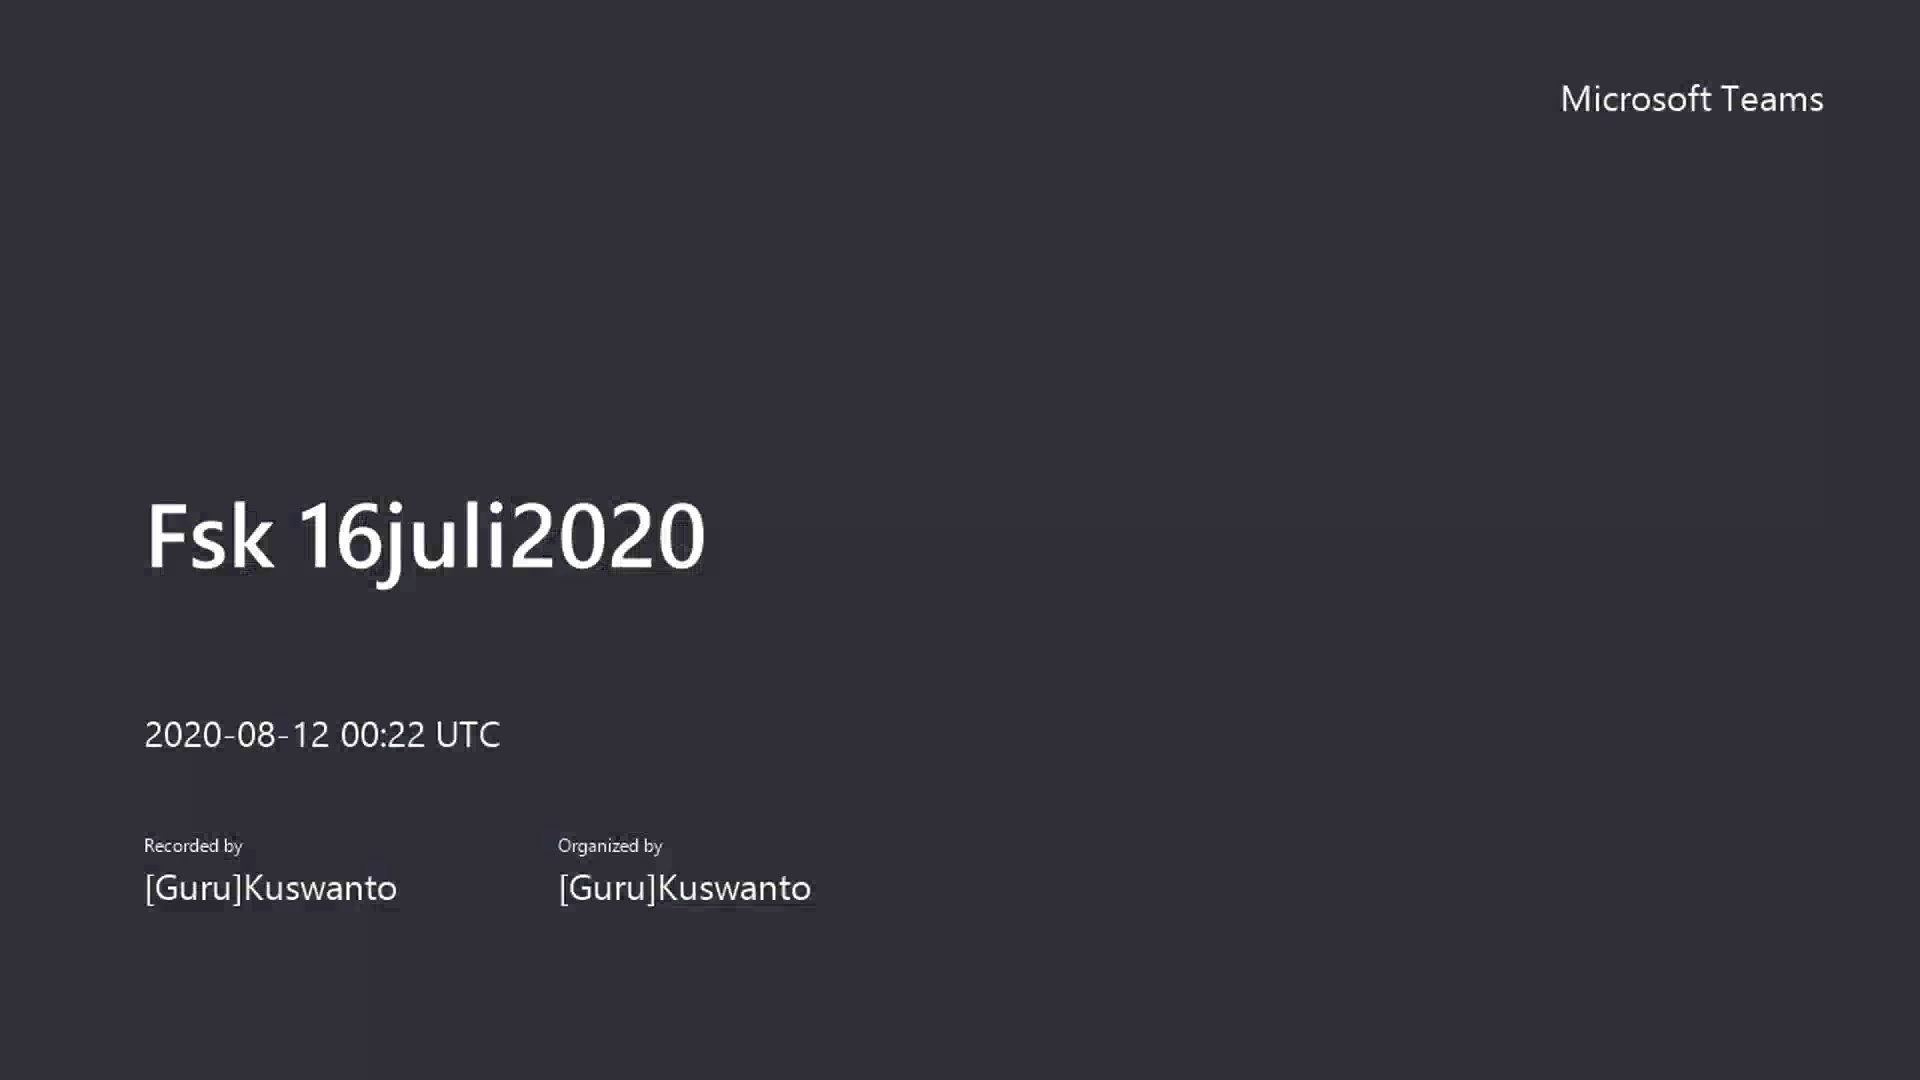 Microsoft Teams
Fsk 16juli2020
2020-08-12 00:22 UTC
Recorded by
[Guru]Kuswanto
Organized by
[Guru]Kuswanto